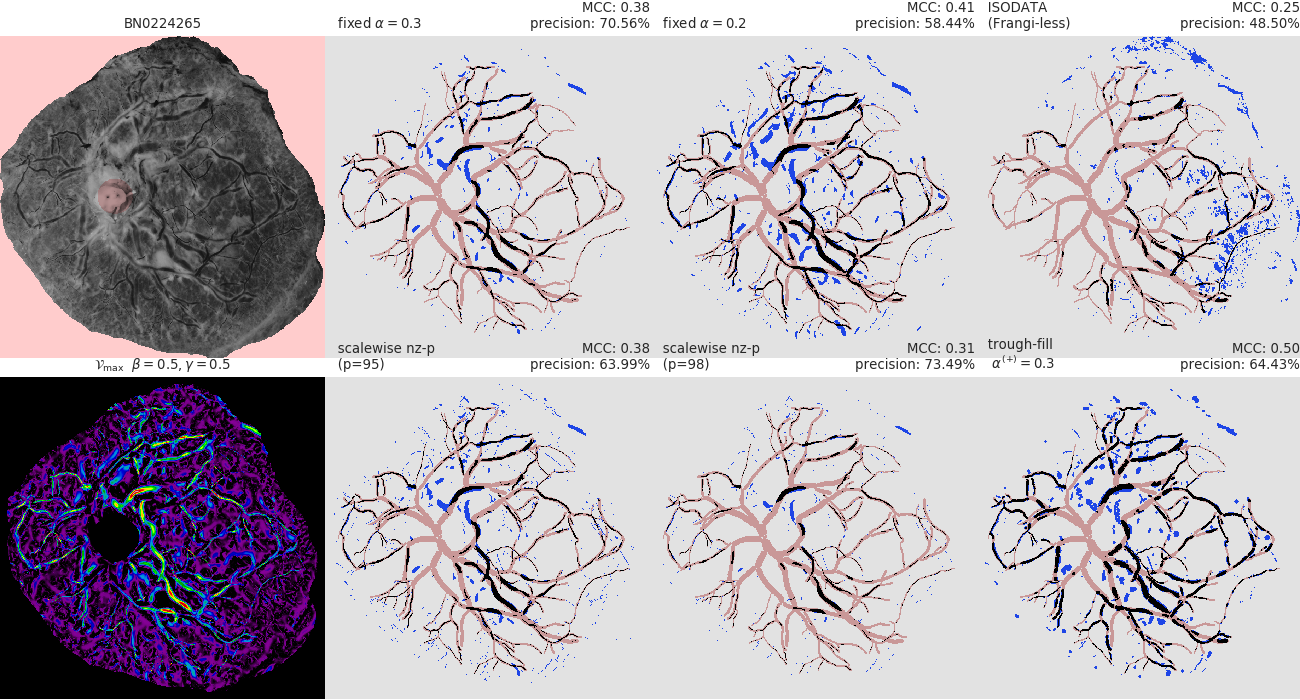 BN0224265
fixed α = 0.3
MCC: 0.38
precision: 70.56%
fixed α = 0.2
MCC: 0.41
precision: 58.44%
ISODATA
(Frangi-less)
MCC: 0.25
precision: 48.50%
𝒱max β = 0.5, γ = 0.5
scalewise nz-p
(p=95)
MCC: 0.38
precision: 63.99%
scalewise nz-p
(p=98)
MCC: 0.31
precision: 73.49%
trough-fill
α(+) = 0.3
MCC: 0.50
precision: 64.43%